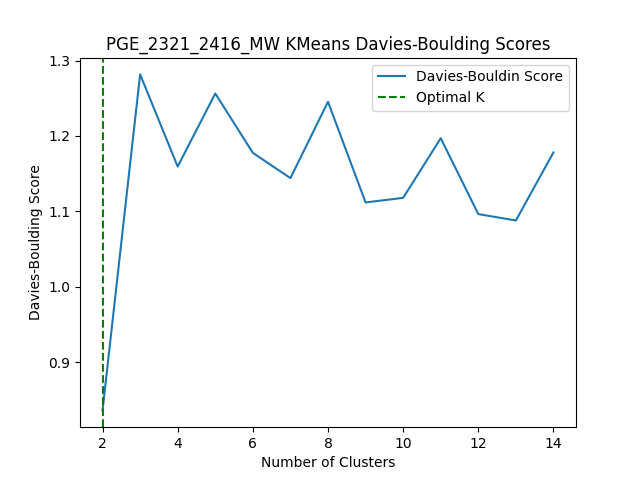 PGE_2321_2416_MW KMeans Davies-Boulding Scores
Davies-Bouldin Score
Optimal K
Davies-Boulding Score
1.3
1.2
1.1
1.0
0.9
2 4 6 8 10 12 14
Number of Clusters